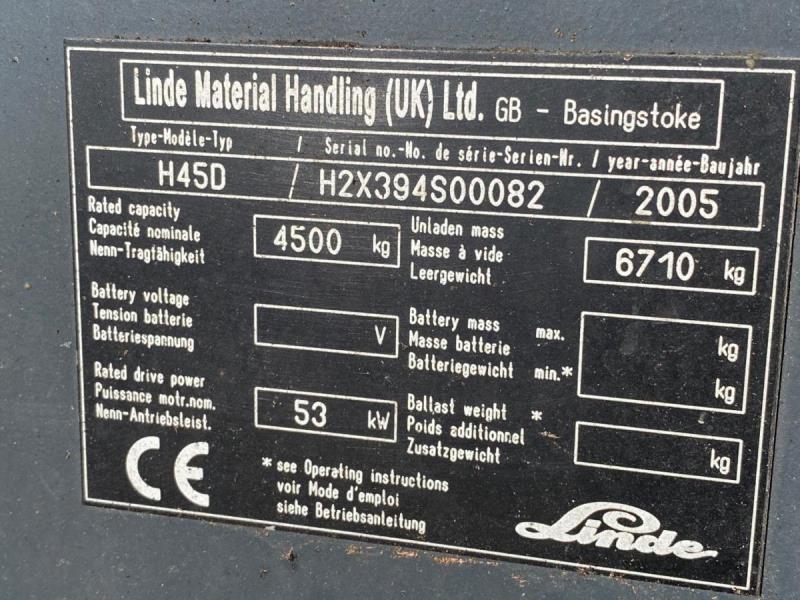 Linde Material Handling (UK) Ltd. GB - Basingstoke
Type-Modèle-Typ / Serial no.-No. de série-Serien-Nr. / year-année-Baujahr
H45D / H2X394S00082 / 2005
Rated capacity
Capacité nominale
Nenn-Tragfähigkeit
4500 kg
Unladen mass
Masse à vide
Leergewicht
6710 kg
Battery voltage
Tension batterie
Batteriespannung
V
Battery mass max.
Masse batterie
Batteriegewicht min.*
kg
kg
Rated drive power
Puissance motr.nom.
Nenn-Antriebsleist.
53 kW
Ballast weight *
Poids additionnel
Zusatzgewicht
kg
CE
* see Operating instructions
voir Mode d'emploi
siehe Betriebsanleitung
Linde